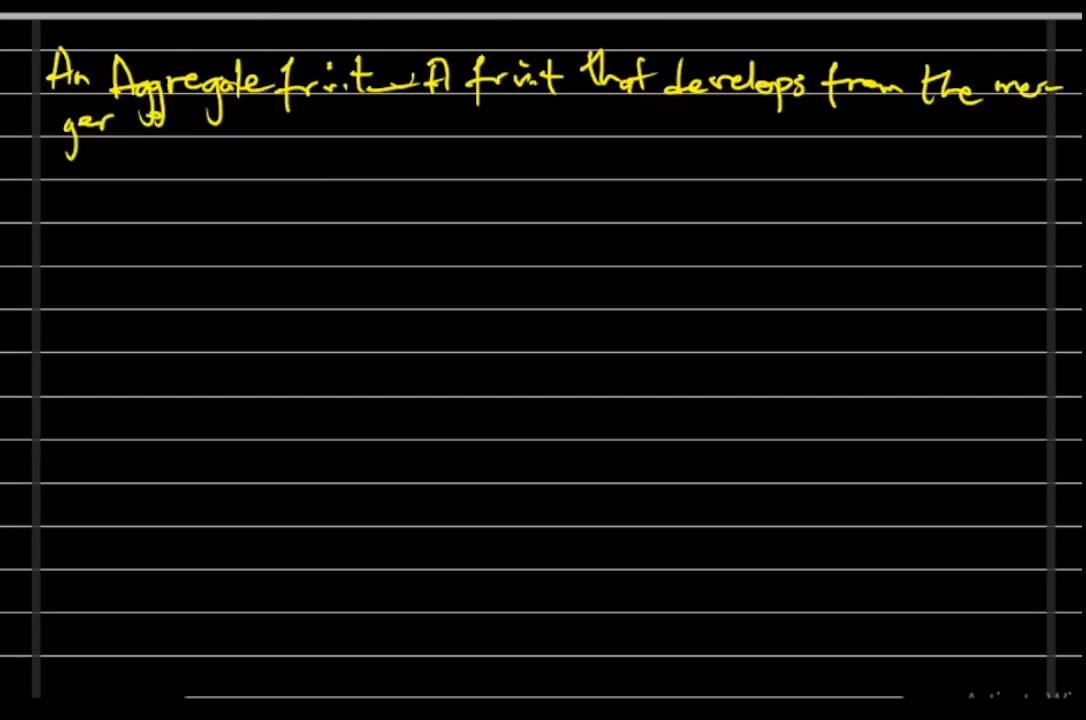 An Aggregate fruit - A fruit that develops from the mer-
ger